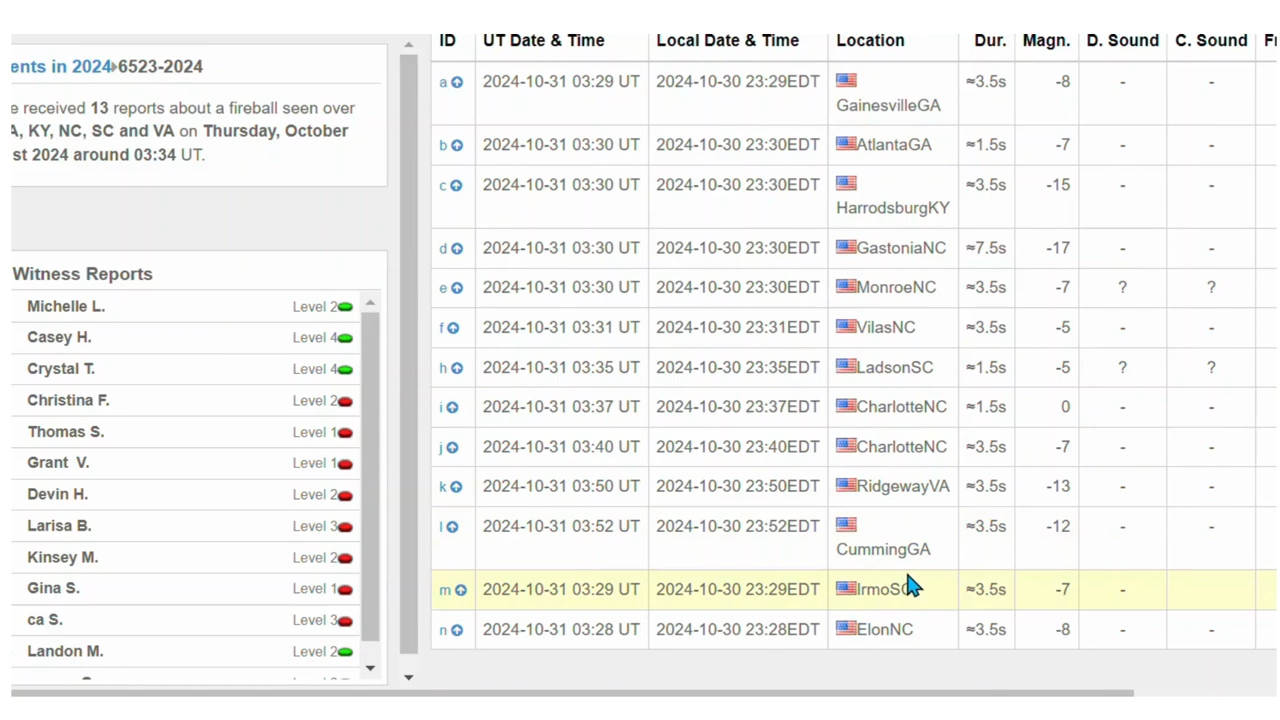 ents in 2024▸6523-2024
e received 13 reports about a fireball seen over
A, KY, NC, SC and VA on Thursday, October
st 2024 around 03:34 UT.
Witness Reports
Michelle L. Level 2
Casey H. Level 4
Crystal T. Level 4
Christina F. Level 2
Thomas S. Level 1
Grant V. Level 1
Devin H. Level 2
Larisa B. Level 3
Kinsey M. Level 2
Gina S. Level 1
ca S. Level 3
Landon M. Level 2
ID UT Date & Time Local Date & Time Location Dur. Magn. D. Sound C. Sound Fr
a 2024-10-31 03:29 UT 2024-10-30 23:29EDT ≈3.5s -8 - -
GainesvilleGA
b 2024-10-31 03:30 UT 2024-10-30 23:30EDT AtlantaGA ≈1.5s -7 - -
c 2024-10-31 03:30 UT 2024-10-30 23:30EDT ≈3.5s -15 - -
HarrodsburgKY
d 2024-10-31 03:30 UT 2024-10-30 23:30EDT GastoniaNC ≈7.5s -17 - -
e 2024-10-31 03:30 UT 2024-10-30 23:30EDT MonroeNC ≈3.5s -7 ? ?
f 2024-10-31 03:31 UT 2024-10-30 23:31EDT VilasNC ≈3.5s -5 - -
h 2024-10-31 03:35 UT 2024-10-30 23:35EDT LadsonSC ≈1.5s -5 ? ?
i 2024-10-31 03:37 UT 2024-10-30 23:37EDT CharlotteNC ≈1.5s 0 - -
j 2024-10-31 03:40 UT 2024-10-30 23:40EDT CharlotteNC ≈3.5s -7 - -
k 2024-10-31 03:50 UT 2024-10-30 23:50EDT RidgewayVA ≈3.5s -13 - -
l 2024-10-31 03:52 UT 2024-10-30 23:52EDT ≈3.5s -12 - -
CummingGA
m 2024-10-31 03:29 UT 2024-10-30 23:29EDT IrmoSC ≈3.5s -7 -
n 2024-10-31 03:28 UT 2024-10-30 23:28EDT ElonNC ≈3.5s -8 - -